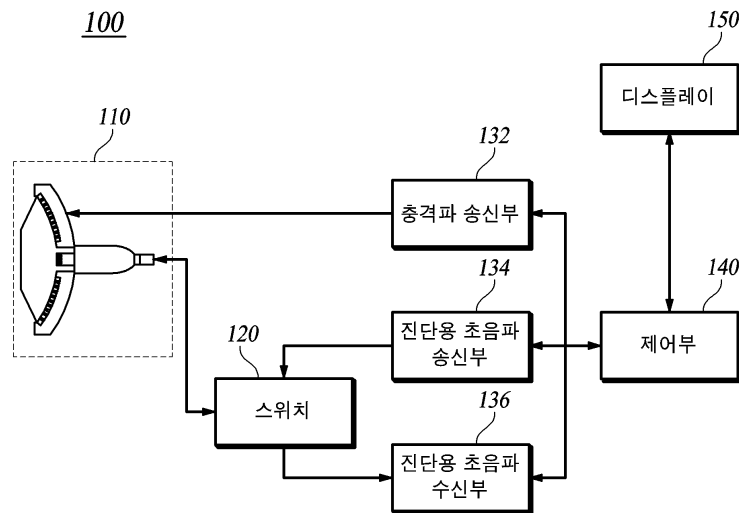 100
150
디스플레이
110
132
충격파 송신부
134
진단용 초음파
송신부
140
제어부
120
스위치
136
진단용 초음파
수신부